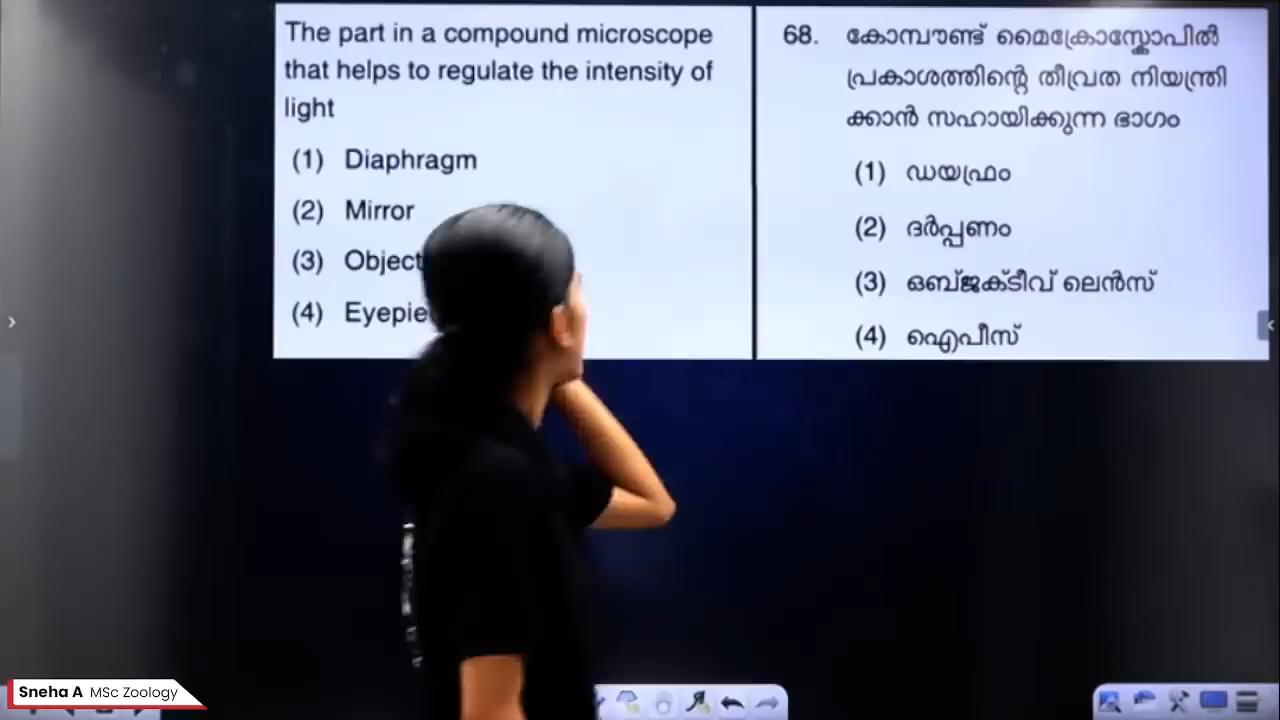 The part in a compound microscope
that helps to regulate the intensity of
light
(1) Diaphragm
(2) Mirror
(3)
(4)
68. കോമ്പൗണ്ട് മൈക്രോസ്കോപിൽ
പ്രകാശത്തിന്റെ തീവ്രത നിയന്ത്രി
ക്കാൻ സഹായിക്കുന്ന ഭാഗം
(1) ഡയഫ്രം
(2) ദർപ്പണം
(3) ഒബ്ജക്ടീവ് ലെൻസ്
(4) ഐപീസ്
Sneha A MSc Zoology